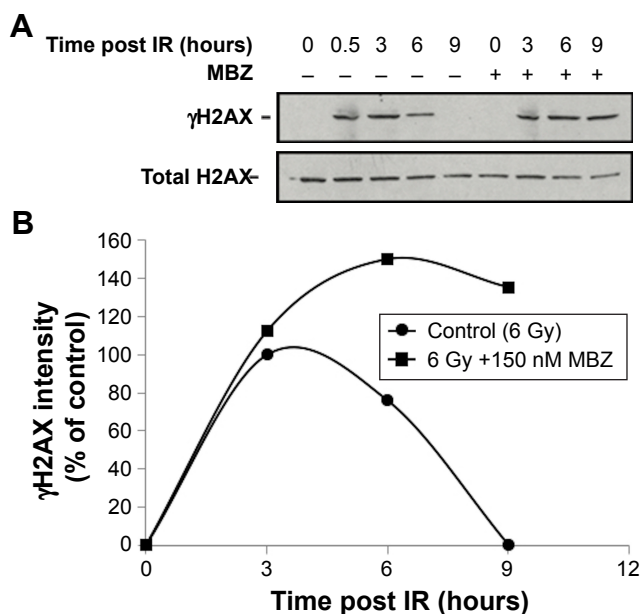 A
Time post IR (hours) 0 0.5 3 6 9 0 3 6 9
MBZ – – – – – + + + +
γH2AX
Total H2AX
B
160
140
120
100
80
60
40
20
0
γH2AX intensity
(% of control)
Control (6 Gy)
6 Gy +150 nM MBZ
0 3 6 9 12
Time post IR (hours)